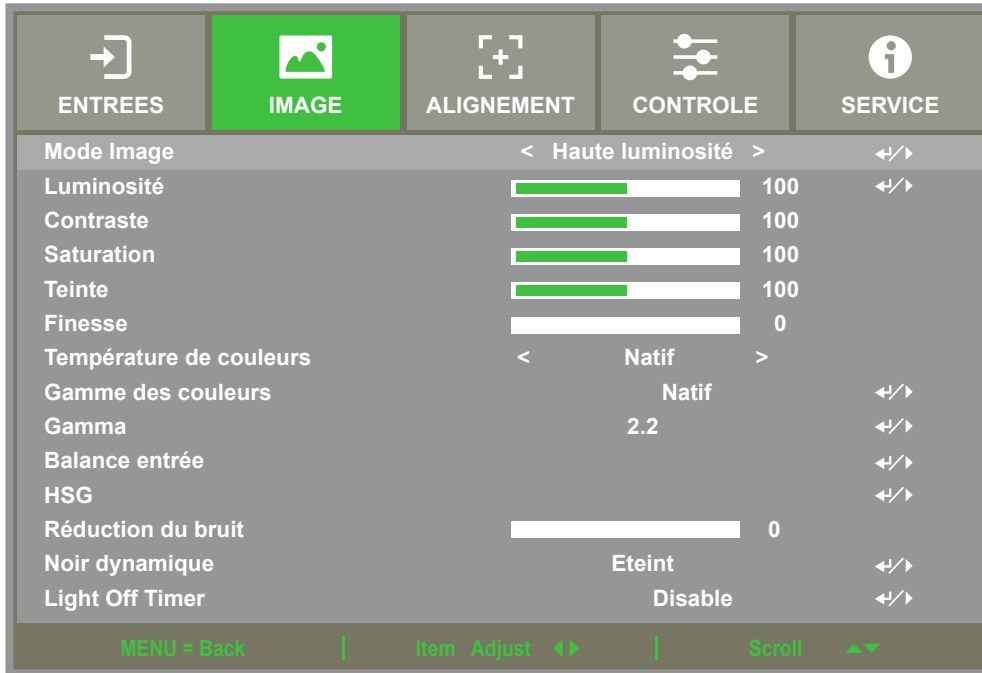 ENTREES IMAGE ALIGNEMENT CONTROLE SERVICE
Mode Image < Haute luminosité >
Luminosité 100
Contraste 100
Saturation 100
Teinte 100
Finesse 0
Température de couleurs < Natif >
Gamme des couleurs Natif
Gamma 2.2
Balance entrée
HSG
Réduction du bruit 0
Noir dynamique Eteint
Light Off Timer Disable
MENU = Back Item Adjust Scroll